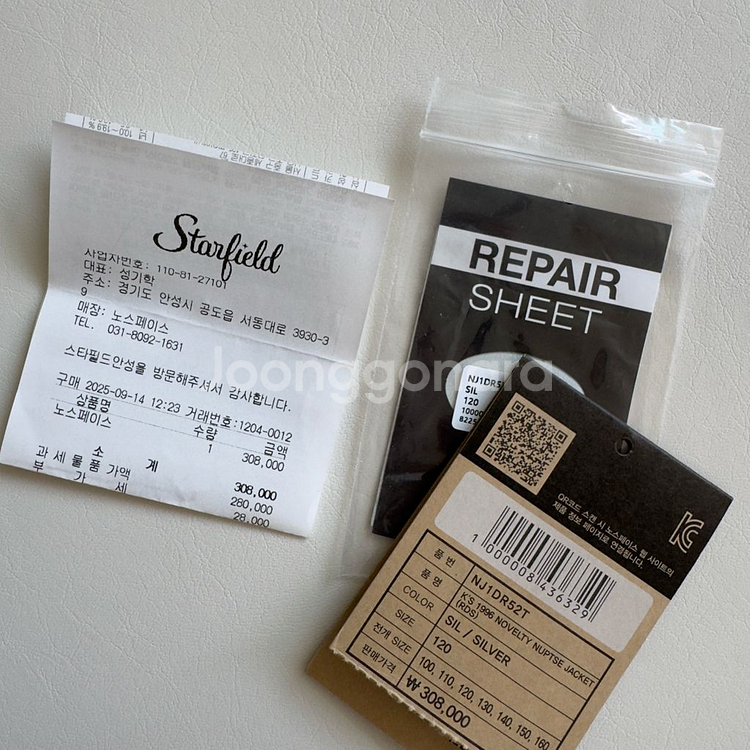 Starfield
사업자번호: 110-81-27101
대표: 성기학
주소: 경기도 안성시 공도읍 서동대로 3930-3
9
매장: 노스페이스
TEL. 031-8092-1631
스타필드안성을 방문해주셔서 감사합니다.
구매 2025-09-14 12:23 거래번호:1204-0012
상품명 수량 금액
노스페이스 1 308,000
소 계 308,000
과세물품가액 280,000
부 가 세 28,000
loonggomara
REPAIR
SHEET
NJ1DR52
SIL
120
10000
8225
QR코드 스캔 시 노스페이스 웹 사이트의
제품 정보 페이지로 연결됩니다.
KC
1 000008 436329
품 번 NJ1DR52T
품 명 K'S 1996 NOVELTY NUPTSE JACKET
(RDS)
COLOR SIL / SILVER
SIZE 120
전개 SIZE 100, 110, 120, 130, 140, 150, 160
판매가격 ₩308,000